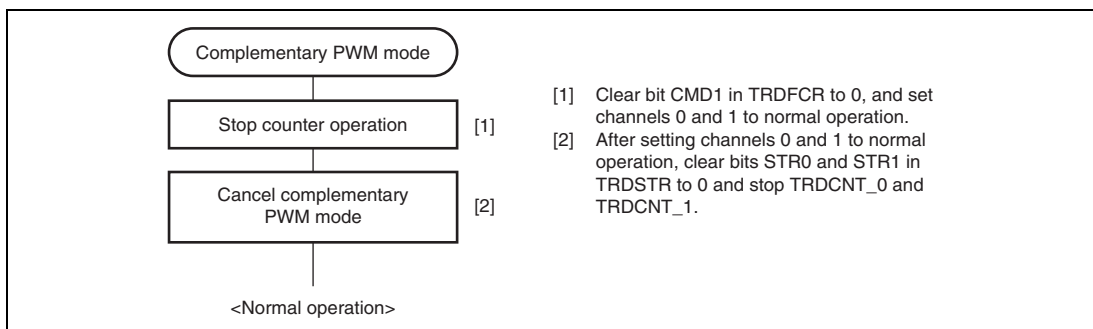 Complementary PWM mode
Stop counter operation
[1]
Cancel complementary
PWM mode
[2]
<Normal operation>
[1] Clear bit CMD1 in TRDFCR to 0, and set
channels 0 and 1 to normal operation.
[2] After setting channels 0 and 1 to normal
operation, clear bits STR0 and STR1 in
TRDSTR to 0 and stop TRDCNT_0 and
TRDCNT_1.